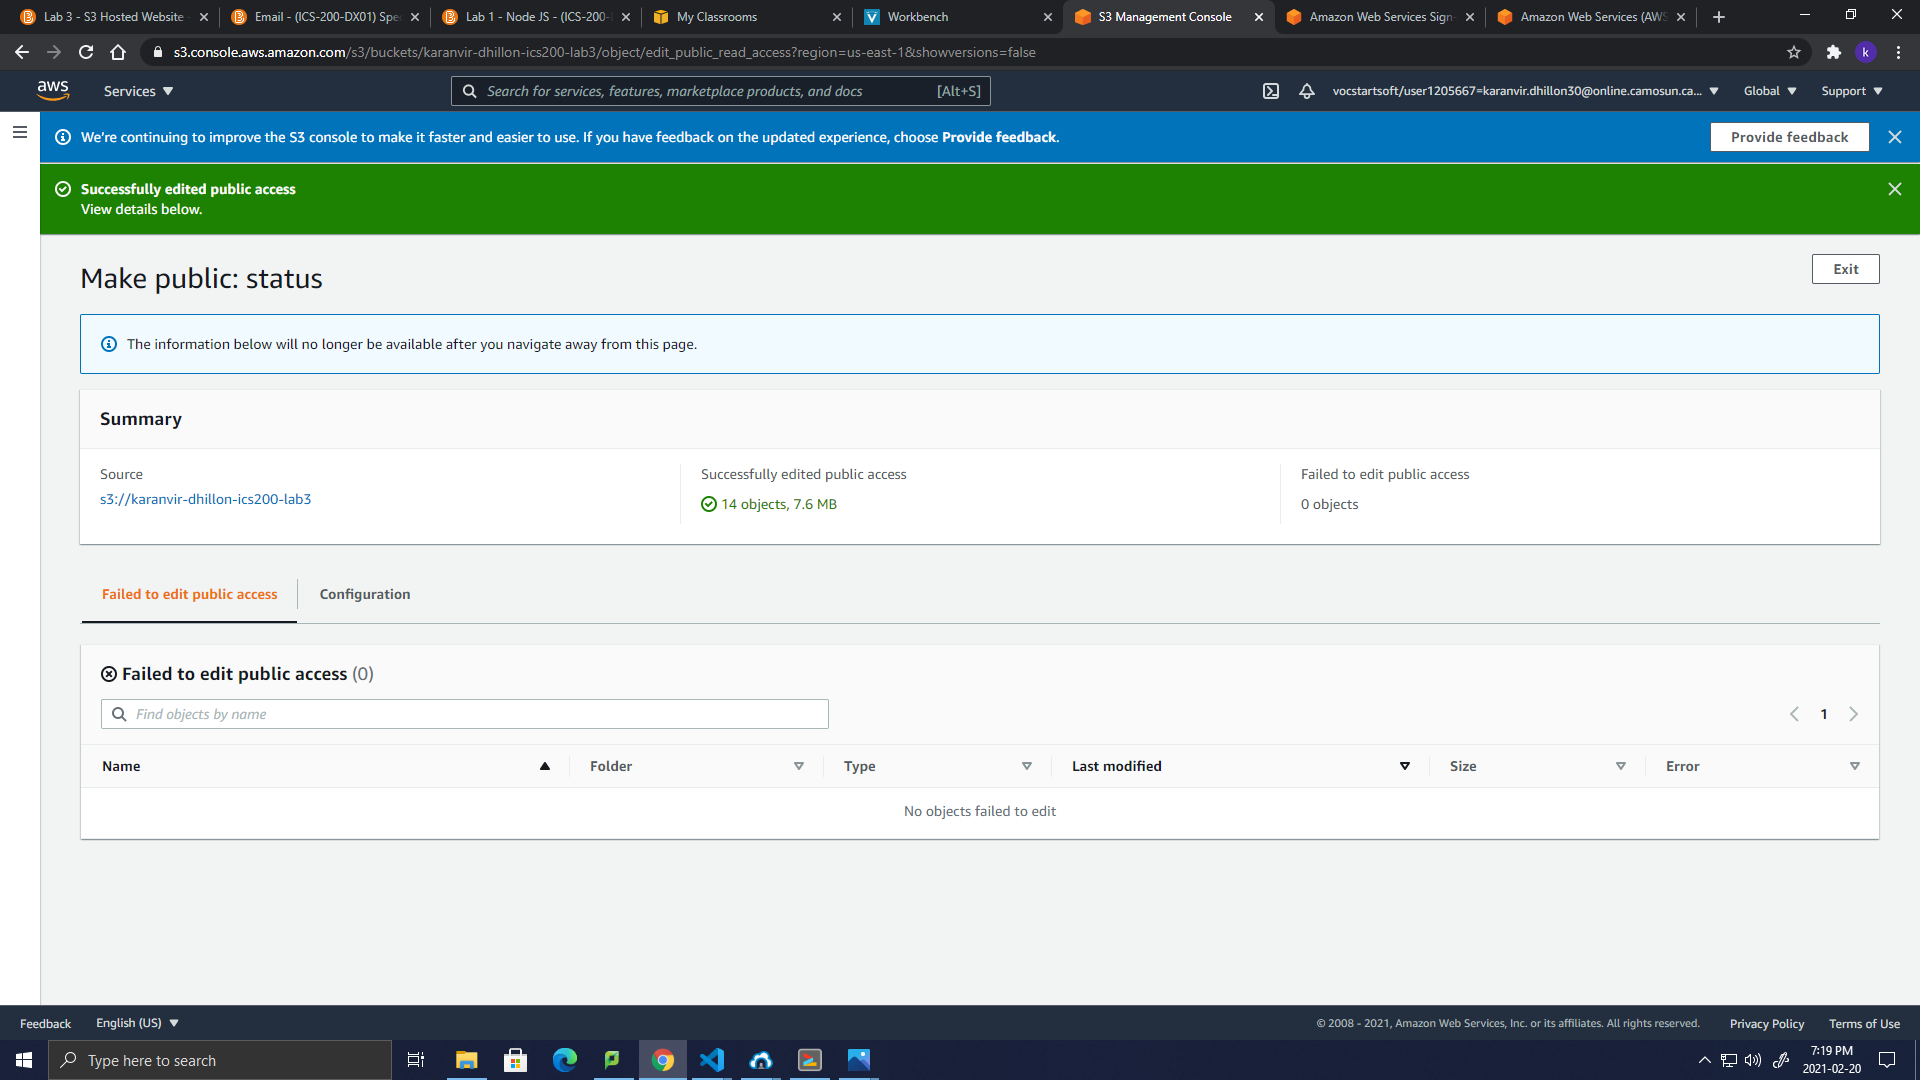 Lab 3 - S3 Hosted Website
Email - (ICS-200-DX01) Spe
Lab 1 - Node JS - (ICS-200-
My Classrooms
Workbench
S3 Management Console
Amazon Web Services Sign
Amazon Web Services (AWS
s3.console.aws.amazon.com/s3/buckets/karanvir-dhillon-ics200-lab3/object/edit_public_read_access?region=us-east-1&showversions=false
k
aws
Services
Search for services, features, marketplace products, and docs
[Alt+S]
vocstartsoft/user1205667=karanvir.dhillon30@online.camosun.ca...
Global
Support
We're continuing to improve the S3 console to make it faster and easier to use. If you have feedback on the updated experience, choose Provide feedback.
Provide feedback
Successfully edited public access
View details below.
Make public: status
Exit
The information below will no longer be available after you navigate away from this page.
Summary
Source
s3://karanvir-dhillon-ics200-lab3
Successfully edited public access
14 objects, 7.6 MB
Failed to edit public access
0 objects
Failed to edit public access
Configuration
Failed to edit public access (0)
Find objects by name
1
Name
Folder
Type
Last modified
Size
Error
No objects failed to edit
Feedback
English (US)
© 2008 - 2021, Amazon Web Services, Inc. or its affiliates. All rights reserved.
Privacy Policy
Terms of Use
Type here to search
7:19 PM
2021-02-20